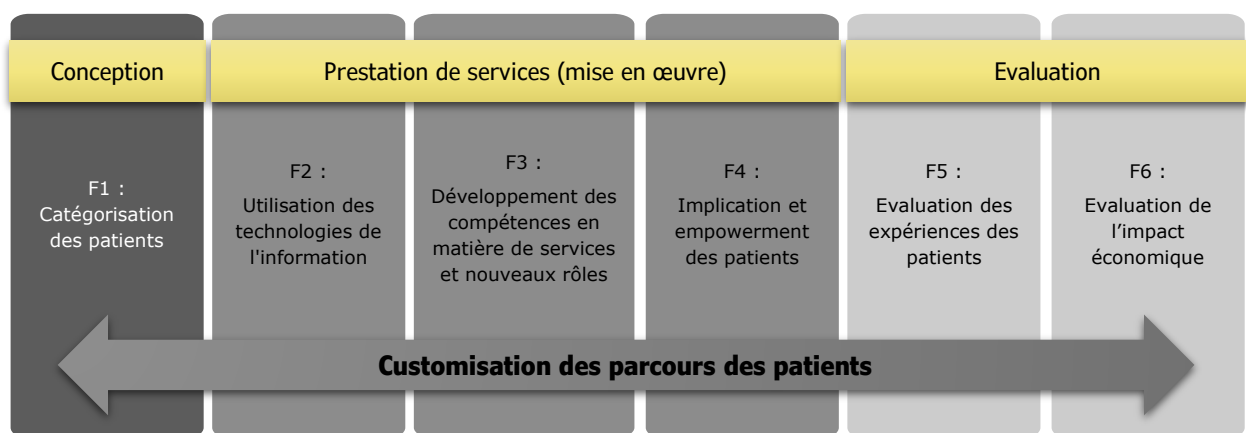 Conception
Prestation de services (mise en œuvre)
Evaluation
F1 :
Catégorisation
des patients
F2 :
Utilisation des
technologies de
l'information
F3 :
Développement des
compétences en
matière de services
et nouveaux rôles
F4 :
Implication et
empowerment
des patients
F5 :
Evaluation des
expériences des
patients
F6 :
Evaluation de
l’impact
économique
Customisation des parcours des patients